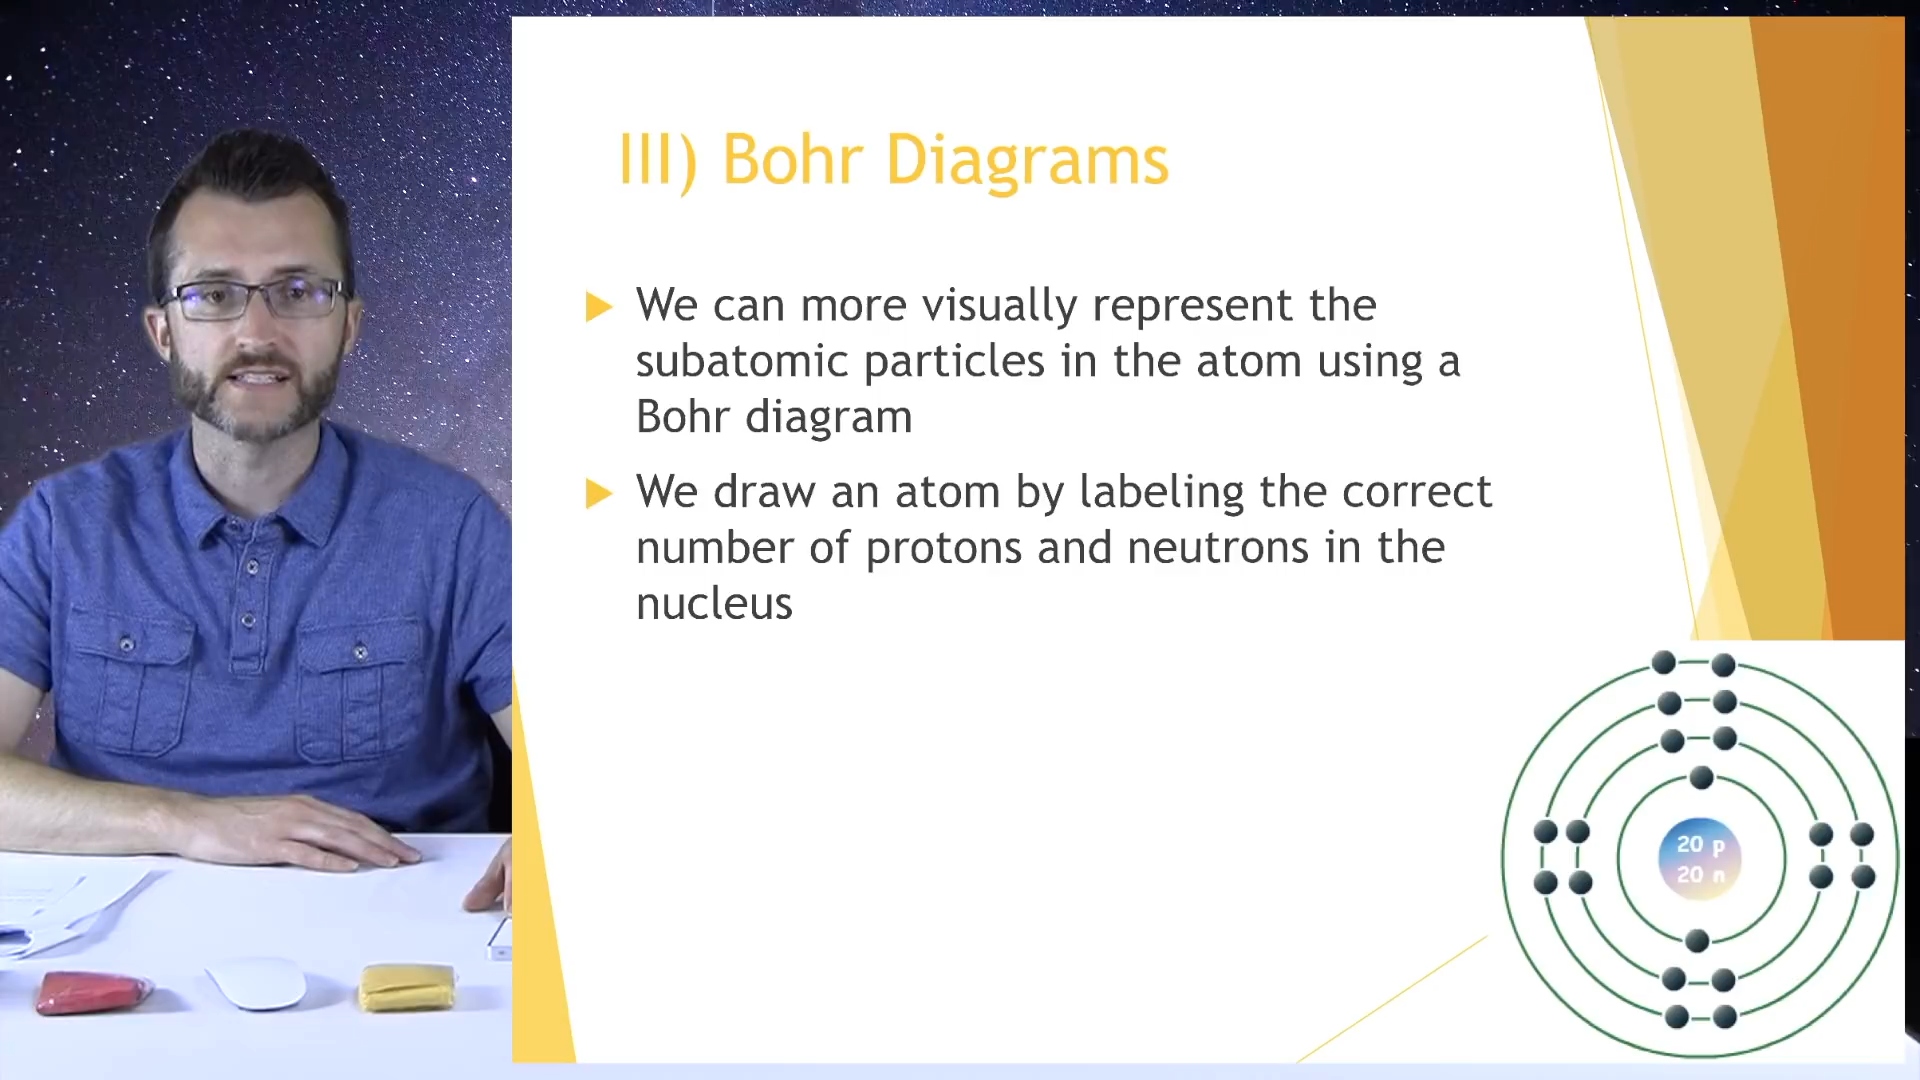 III) Bohr Diagrams
We can more visually represent the
subatomic particles in the atom using a
Bohr diagram
We draw an atom by labeling the correct
number of protons and neutrons in the
nucleus
20 p
20 n